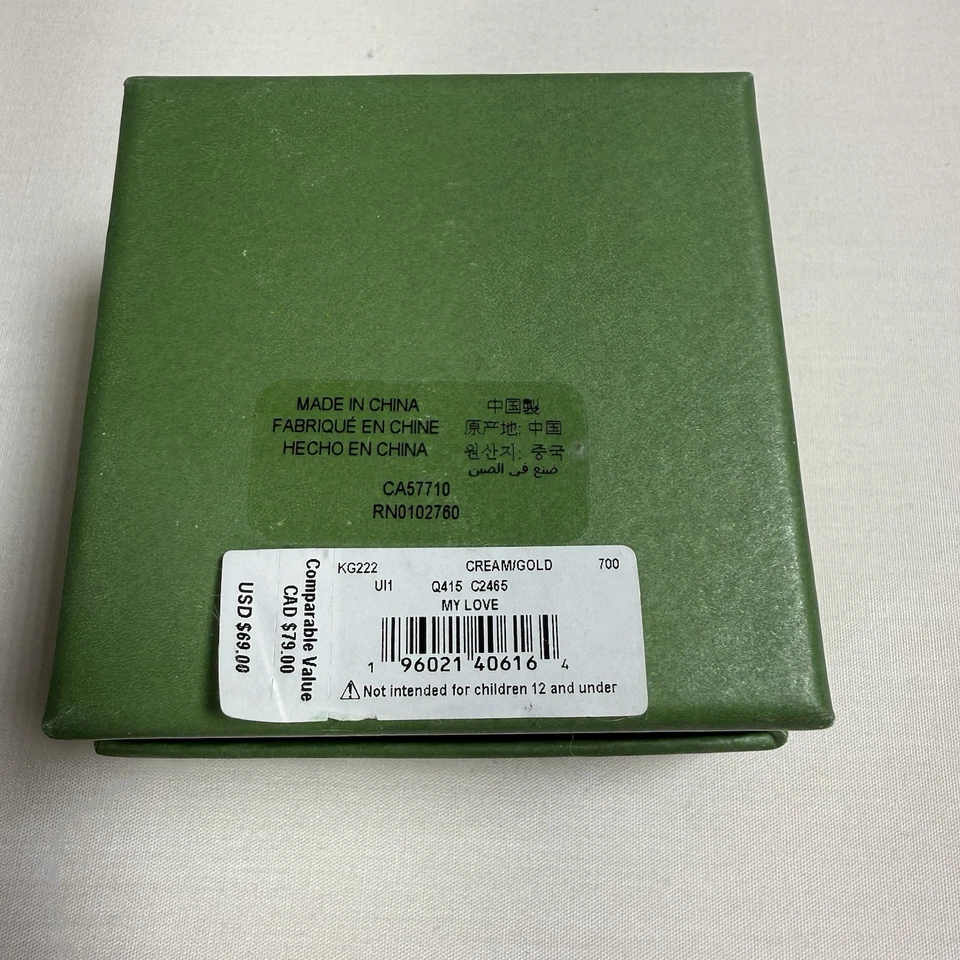 MADE IN CHINA
FABRIQUÉ EN CHINE
HECHO EN CHINA
中国製
原产地: 中国
원산지: 중국
صنع في الصين
CA57710
RN0102760
KG222 CREAM/GOLD 700
UI1 Q415 C2465
MY LOVE
1 96021 40616 4
⚠ Not intended for children 12 and under
Comparable Value
CAD $79.00
USD $69.00